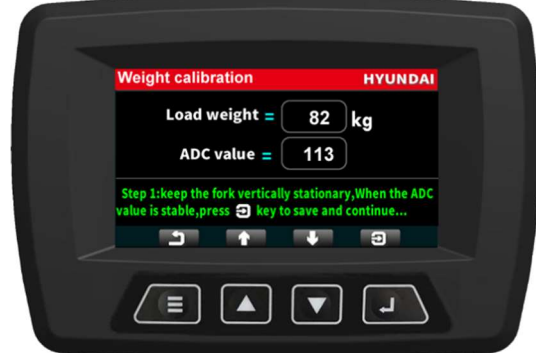 Weight calibration HYUNDAI
Load weight = 82 kg
ADC value = 113
Step 1:keep the fork vertically stationary,When the ADC
value is stable,press key to save and continue...